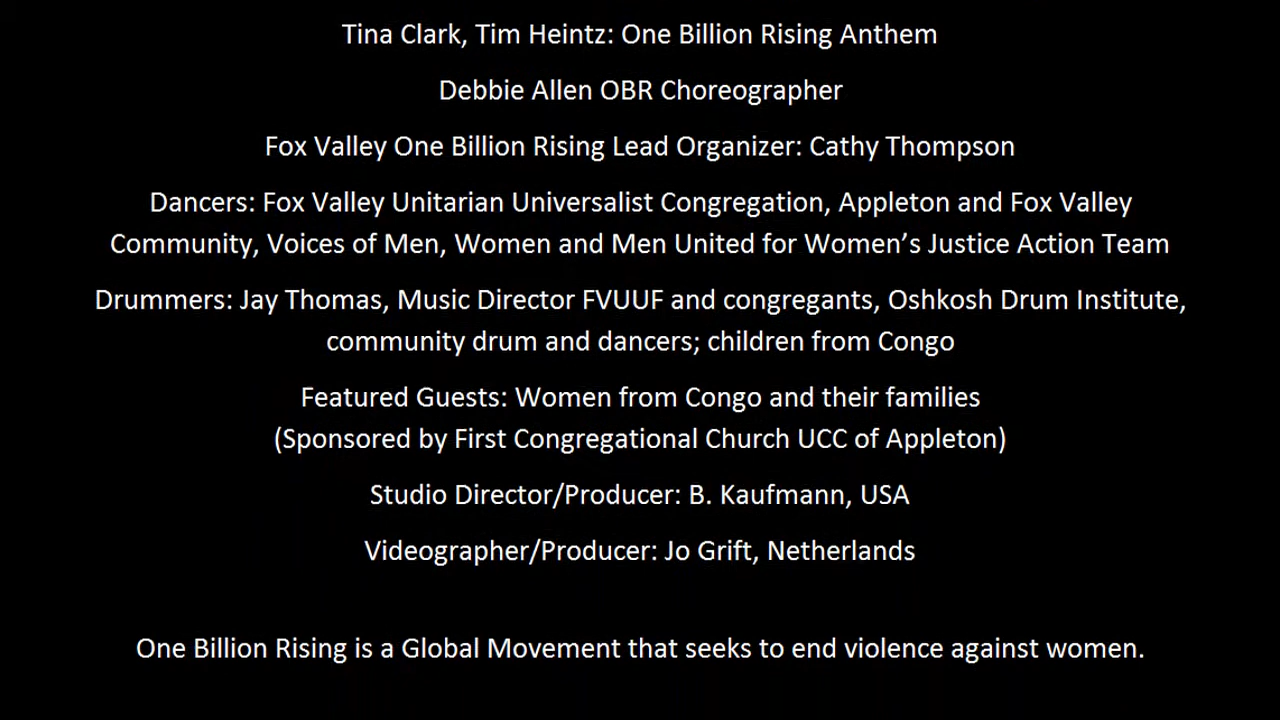 Tina Clark, Tim Heintz: One Billion Rising Anthem
Debbie Allen OBR Choreographer
Fox Valley One Billion Rising Lead Organizer: Cathy Thompson
Dancers: Fox Valley Unitarian Universalist Congregation, Appleton and Fox Valley
Community, Voices of Men, Women and Men United for Women’s Justice Action Team
Drummers: Jay Thomas, Music Director FVUUF and congregants, Oshkosh Drum Institute,
community drum and dancers; children from Congo
Featured Guests: Women from Congo and their families
(Sponsored by First Congregational Church UCC of Appleton)
Studio Director/Producer: B. Kaufmann, USA
Videographer/Producer: Jo Grift, Netherlands
One Billion Rising is a Global Movement that seeks to end violence against women.